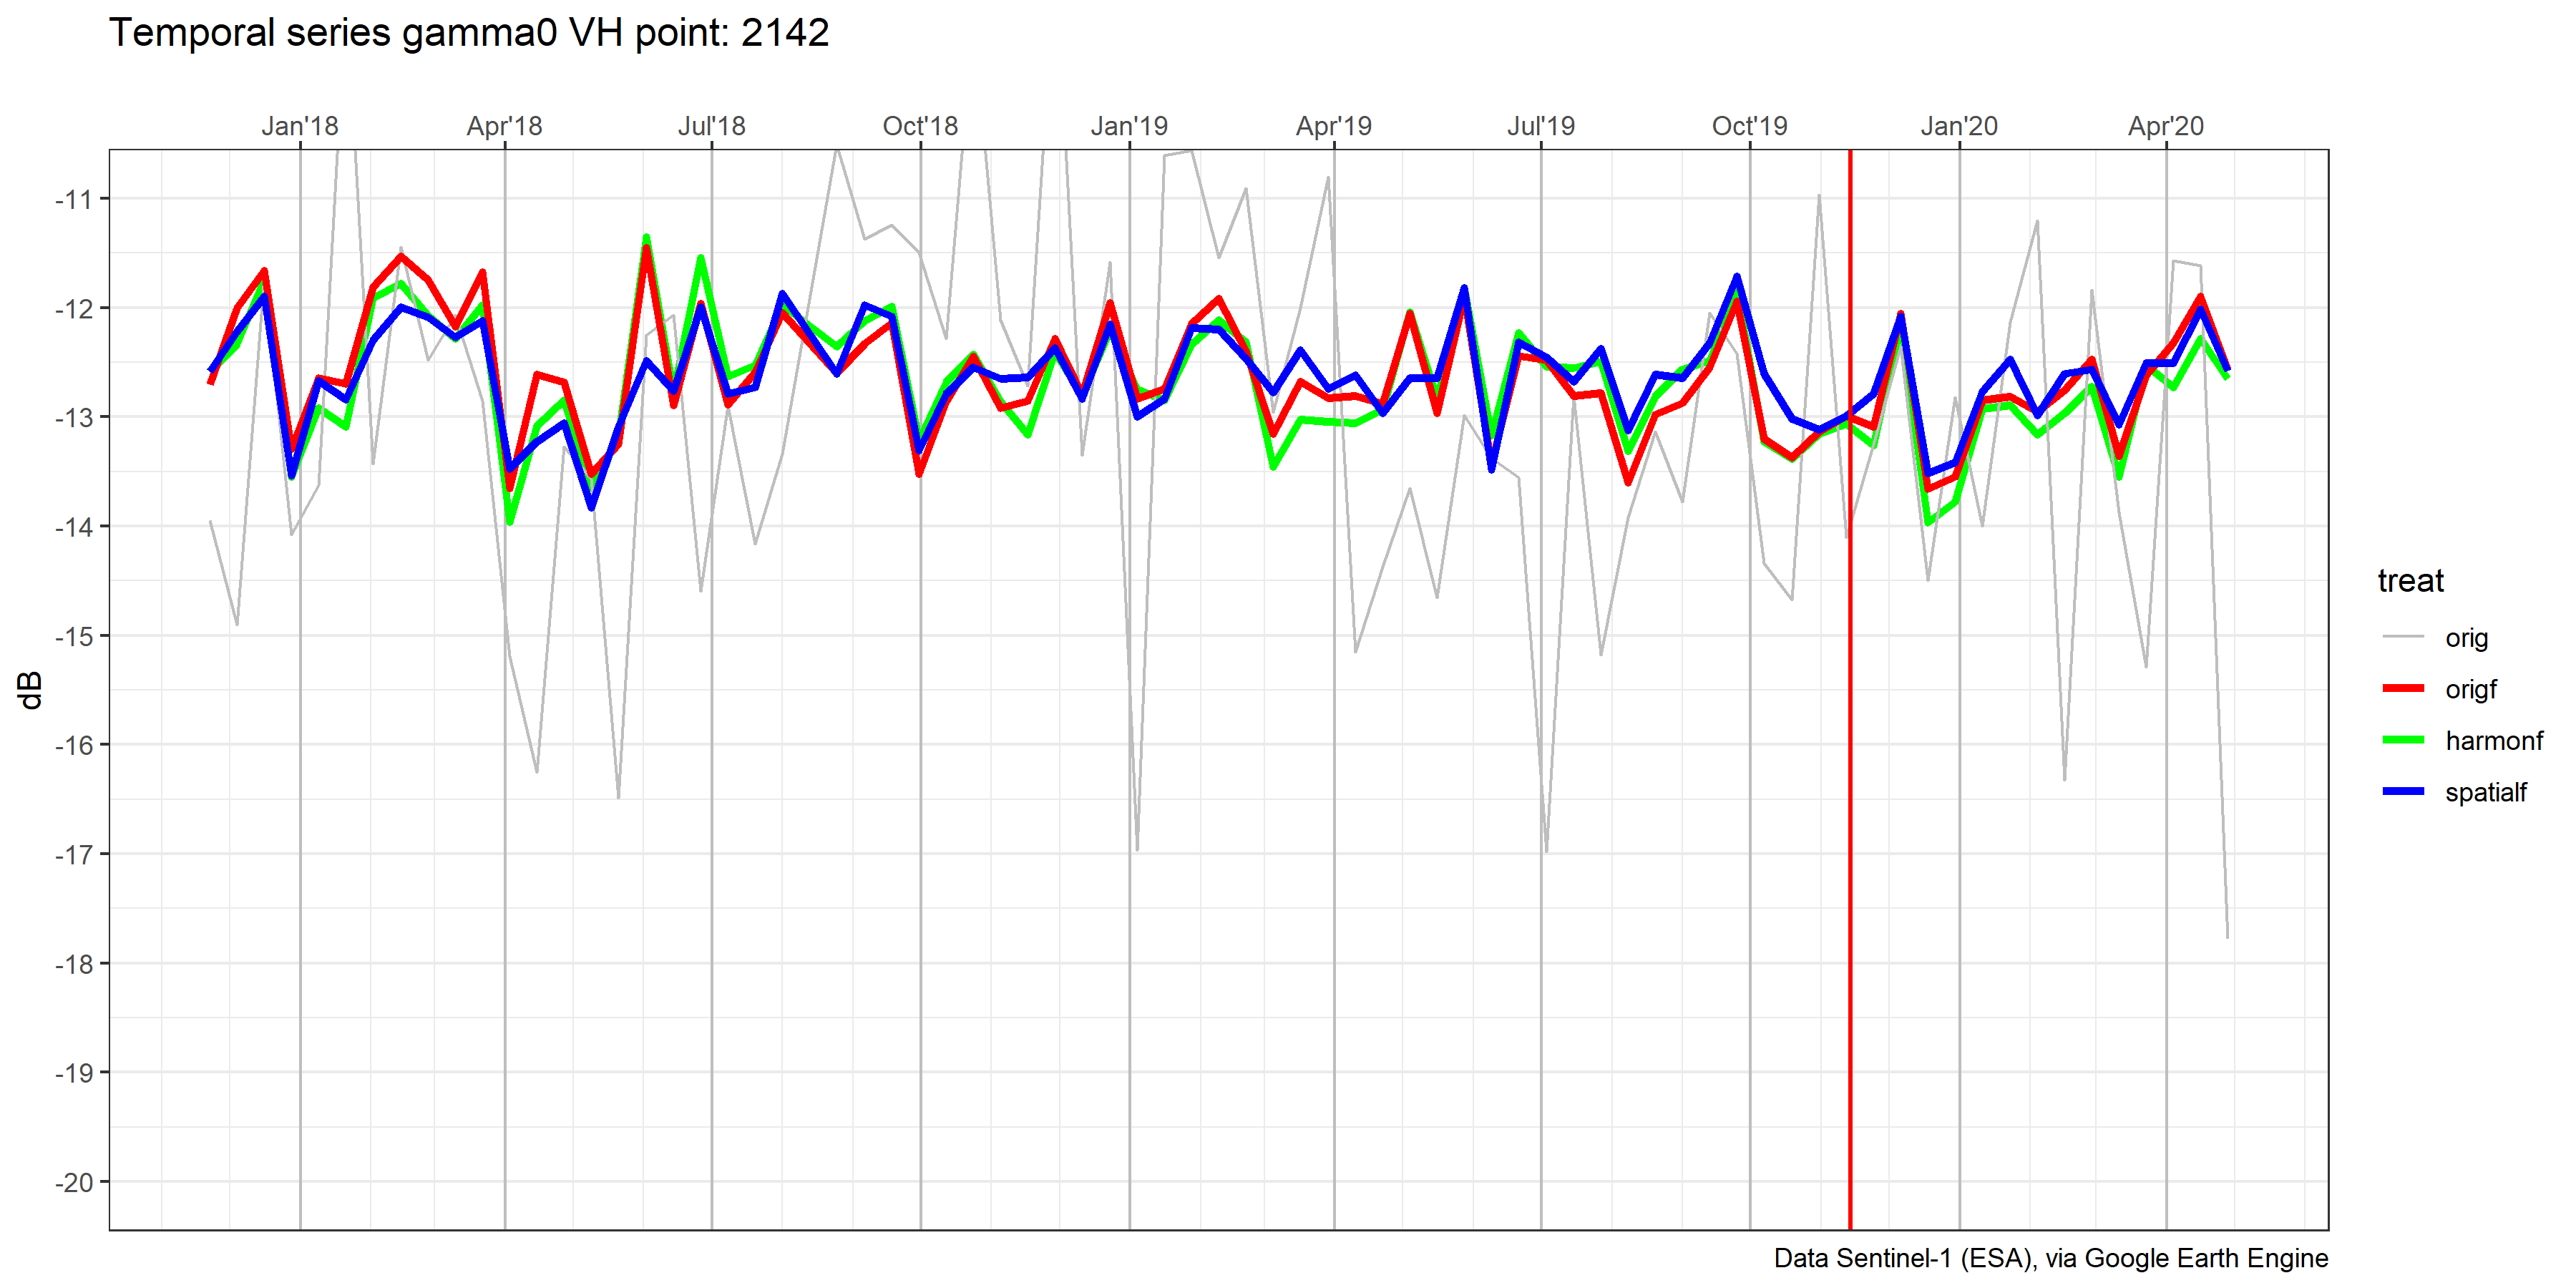 Temporal series gamma0 VH point: 2142
Jan'18 Apr'18 Jul'18 Oct'18 Jan'19 Apr'19 Jul'19 Oct'19 Jan'20 Apr'20
-11
-12
-13
-14
-15
-16
-17
-18
-19
-20
dB
treat
orig
origf
harmonf
spatialf
Data Sentinel-1 (ESA), via Google Earth Engine